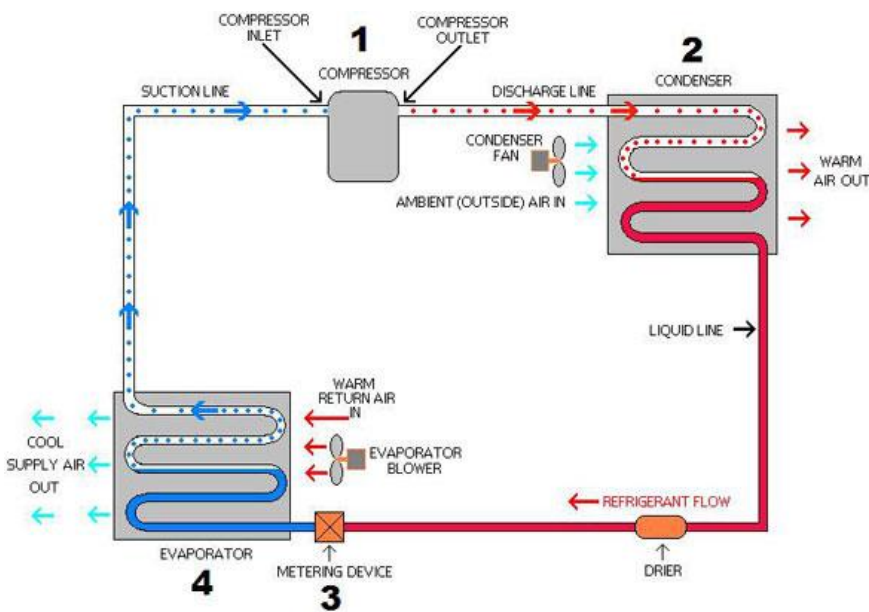 COMPRESSOR
INLET
1
COMPRESSOR
OUTLET
COMPRESSOR
2
CONDENSER
SUCTION LINE
DISCHARGE LINE
CONDENSER
FAN
WARM
AIR OUT
AMBIENT (OUTSIDE) AIR IN
LIQUID LINE
WARM
RETURN AIR
IN
COOL
SUPPLY AIR
OUT
EVAPORATOR
BLOWER
REFRIGERANT FLOW
EVAPORATOR
4
METERING DEVICE
3
DRIER